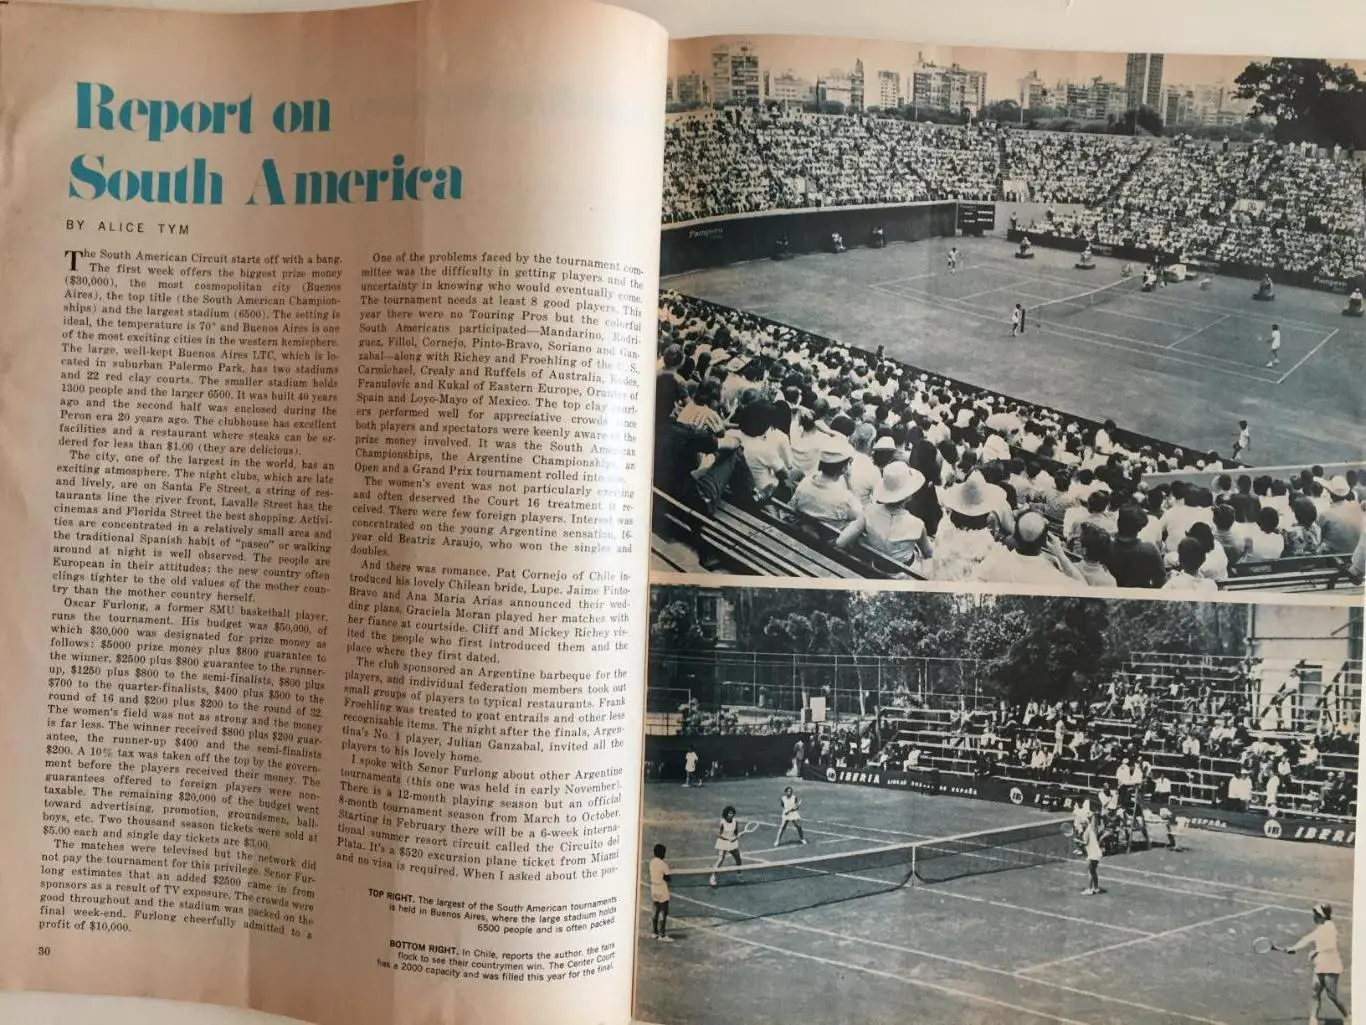 Report on
South America
BY ALICE TYM
The South American Circuit starts off with a bang.
The first week offers the biggest prize money
($30,000), the most cosmopolitan city (Buenos
Aires), the top title (the South American Champion-
ships) and the largest stadium (6500). The setting is
ideal, the temperature is 70° and Buenos Aires is one
of the most exciting cities in the western hemisphere.
The large, well-kept Buenos Aires LTC, which is lo-
cated in suburban Palermo Park, has two stadiums
and 22 red clay courts. The smaller stadium holds
1300 people and the larger 6500. It was built 40 years
ago and the second half was enclosed during the
Peron era 20 years ago. The clubhouse has excellent
facilities and a restaurant where steaks can be or-
dered for less than $1.00 (they are delicious).
The city, one of the largest in the world, has an
exciting atmosphere. The night clubs, which are late
and lively, are on Santa Fe Street, a string of res-
taurants line the river front, Lavalle Street has the
cinemas and Florida Street the best shopping. Activi-
ties are concentrated in a relatively small area and
the traditional Spanish habit of "paseo" or walking
around at night is well observed. The people are
European in their attitudes; the new country often
clings tighter to the old values of the mother coun-
try than the mother country herself.
Oscar Furlong, a former SMU basketball player,
runs the tournament. His budget was $50,000, of
which $30,000 was designated for prize money as
follows: $5000 prize money plus $800 guarantee to
the winner, $2500 plus $800 guarantee to the runner-
up, $1250 plus $800 to the semi-finalists, $800 plus
$700 to the quarter-finalists, $400 plus $500 to the
round of 16 and $200 plus $200 to the round of 32.
The women's field was not as strong and the money
is far less. The winner received $800 plus $200 guar-
antee, the runner-up $400 and the semi-finalists
$200. A 10% tax was taken off the top by the govern-
ment before the players received their money. The
guarantees offered to foreign players were non-
taxable. The remaining $20,000 of the budget went
toward advertising, promotion, groundsmen, ball-
boys, etc. Two thousand season tickets were sold at
$5.00 each and single day tickets are $3.00.
The matches were televised but the network did
not pay the tournament for this privilege. Senor Fur-
long estimates that an added $2500 came in from
sponsors as a result of TV exposure. The crowds were
good throughout and the stadium was packed on the
final week-end. Furlong cheerfully admitted to a
profit of $10,000.
30
One of the problems faced by the tournament com-
mittee was the difficulty in getting players and the
uncertainty in knowing who would eventually come.
The tournament needs at least 8 good players. This
year there were no Touring Pros but the colorful
South Americans participated—Mandarino, Rodri-
guez, Fillol, Cornejo, Pinto-Bravo, Soriano and Gan-
zabal—along with Richey and Froehling of the S.,
Carmichael, Crealy and Ruffels of Australia,
Franulovic and Kukal of Eastern Europe, Orantes of
Spain and Loyo-Mayo of Mexico. The top clay
ers performed well for appreciative crowds
both players and spectators were keenly aware of the
prize money involved. It was the South American
Championships, the Argentine Championships, an
Open and a Grand Prix tournament rolled into
The women's event was not particularly exciting
and often deserved the Court 16 treatment it re-
ceived. There were few foreign players. Interest was
concentrated on the young Argentine sensation, 16-
year old Beatriz Araujo, who won the singles and
doubles.
And there was romance. Pat Cornejo of Chile in-
troduced his lovely Chilean bride, Lupe. Jaime Pinto-
Bravo and Ana Maria Arias announced their wed-
ding plans. Graciela Moran played her matches with
her fiance at courtside. Cliff and Mickey Richey vis-
ited the people who first introduced them and the
place where they first dated.
The club sponsored an Argentine barbeque for the
players, and individual federation members took out
small groups of players to typical restaurants. Frank
Froehling was treated to goat entrails and other less
recognizable items. The night after the finals, Argen-
tina's No. 1 player, Julian Ganzabal, invited all the
players to his lovely home.
I spoke with Senor Furlong about other Argentine
tournaments (this one was held in early November).
There is a 12-month playing season but an official
8-month tournament season from March to October.
Starting in February there will be a 6-week interna-
tional summer resort circuit called the Circuito del
Plata. It's a $520 excursion plane ticket from Miami
and no visa is required. When I asked about the pos-
TOP RIGHT. The largest of the South American tournaments
is held in Buenos Aires, where the large stadium holds
6500 people and is often packed.
BOTTOM RIGHT. In Chile, reports the author, the fans
flock to see their countrymen win. The Center Court
has a 2000 capacity and was filled this year for the final.
Pampero
Pampero
IBERIA LINEAS AEREAS DE ESPAÑA
ESPAÑA
IBERIA